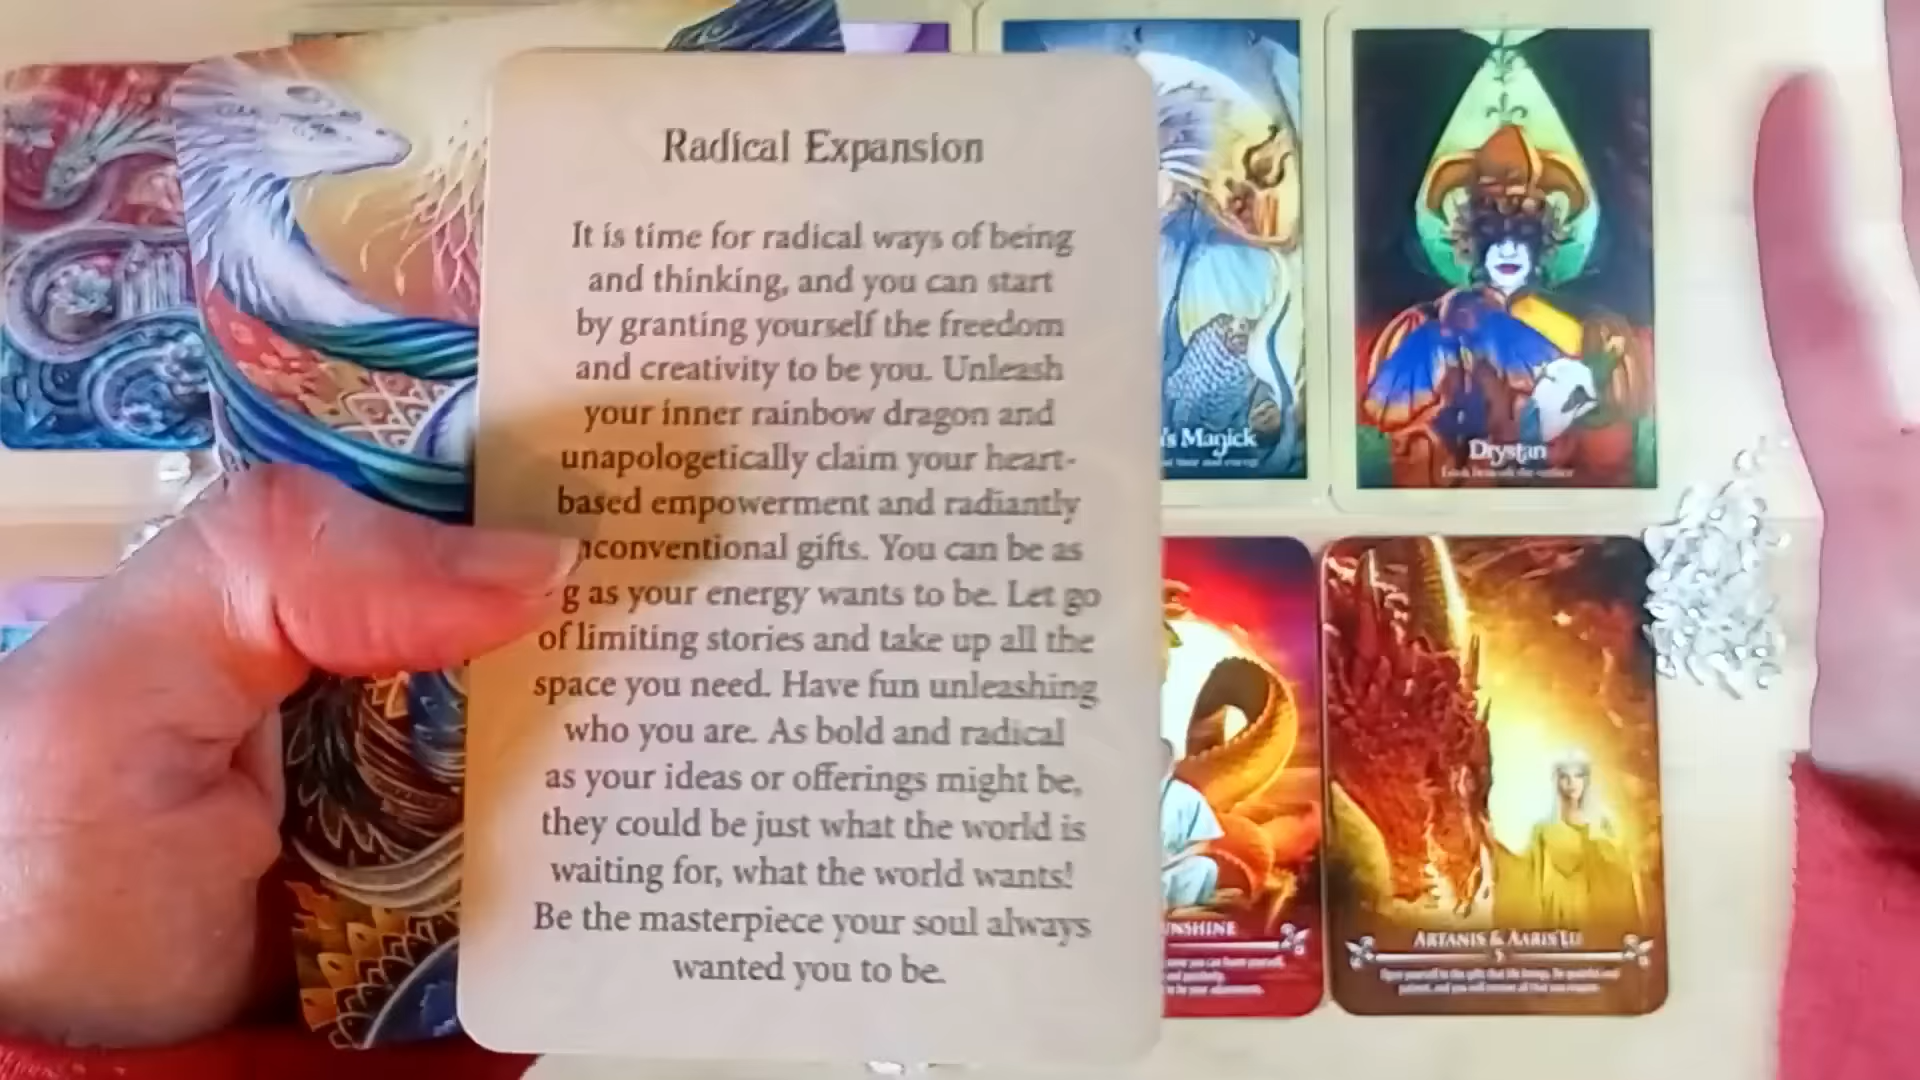 Radical Expansion
It is time for radical ways of being
and thinking, and you can start
by granting yourself the freedom
and creativity to be you. Unleash
your inner rainbow dragon and
unapologetically claim your heart-
based empowerment and radiantly
nconventional gifts. You can be as
g as your energy wants to be. Let go
of limiting stories and take up all the
space you need. Have fun unleashing
who you are. As bold and radical
as your ideas or offerings might be,
they could be just what the world is
waiting for, what the world wants!
Be the masterpiece your soul always
wanted you to be.
's Magick
Drystan
Look beneath the surface
UNSHINE
ARTANIS &
5